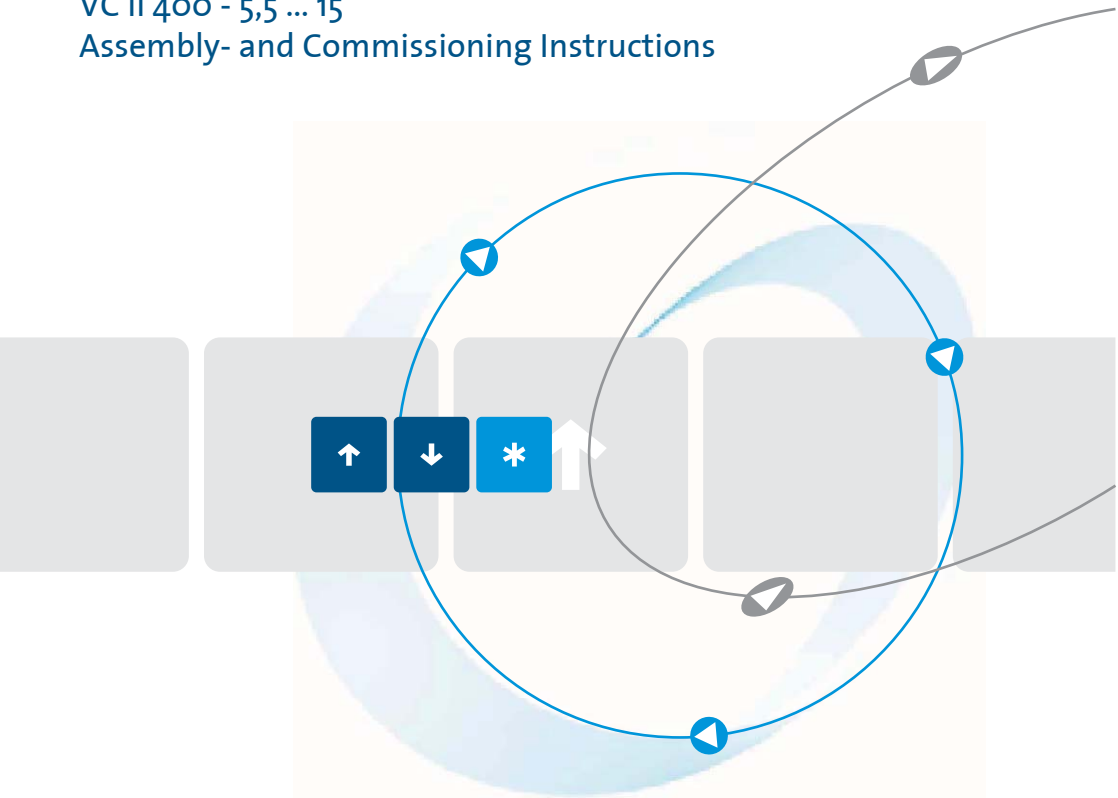 VC II 400 - 5,5 ... 15
Assembly- and Commissioning Instructions